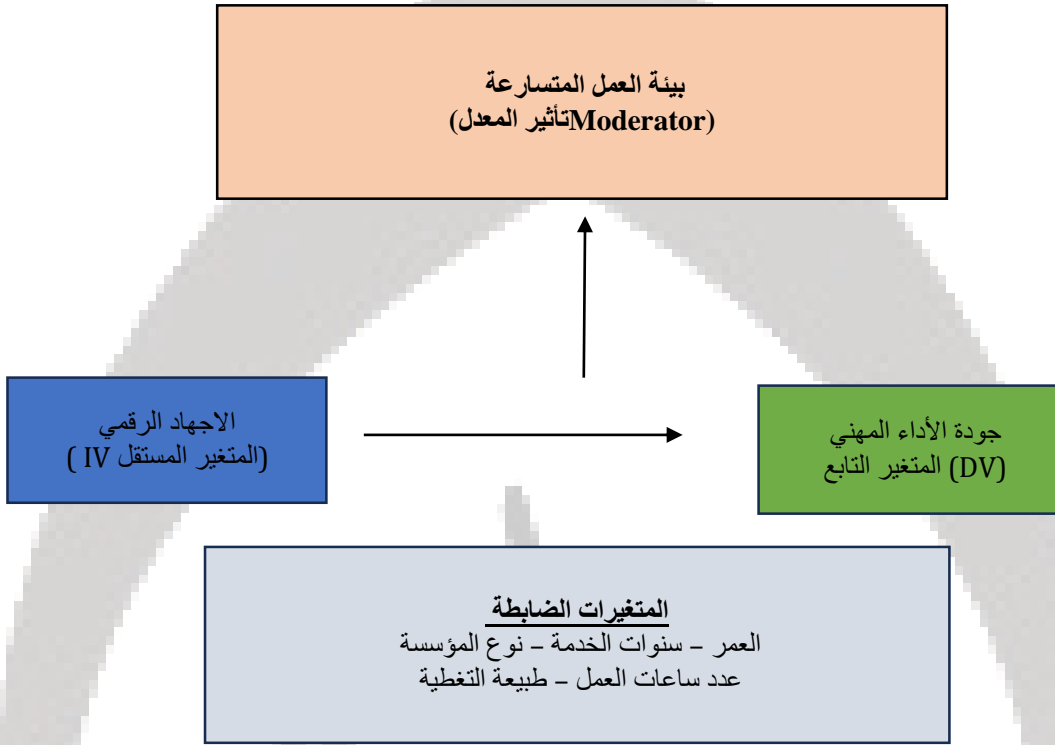 بيئة العمل المتسارعة
(Moderatorتأثير المعدل)
الاجهاد الرقمي
(المتغير المستقل IV )
جودة الأداء المهني
(DV) المتغير التابع
المتغيرات الضابطة
العمر – سنوات الخدمة – نوع المؤسسة
عدد ساعات العمل – طبيعة التغطية